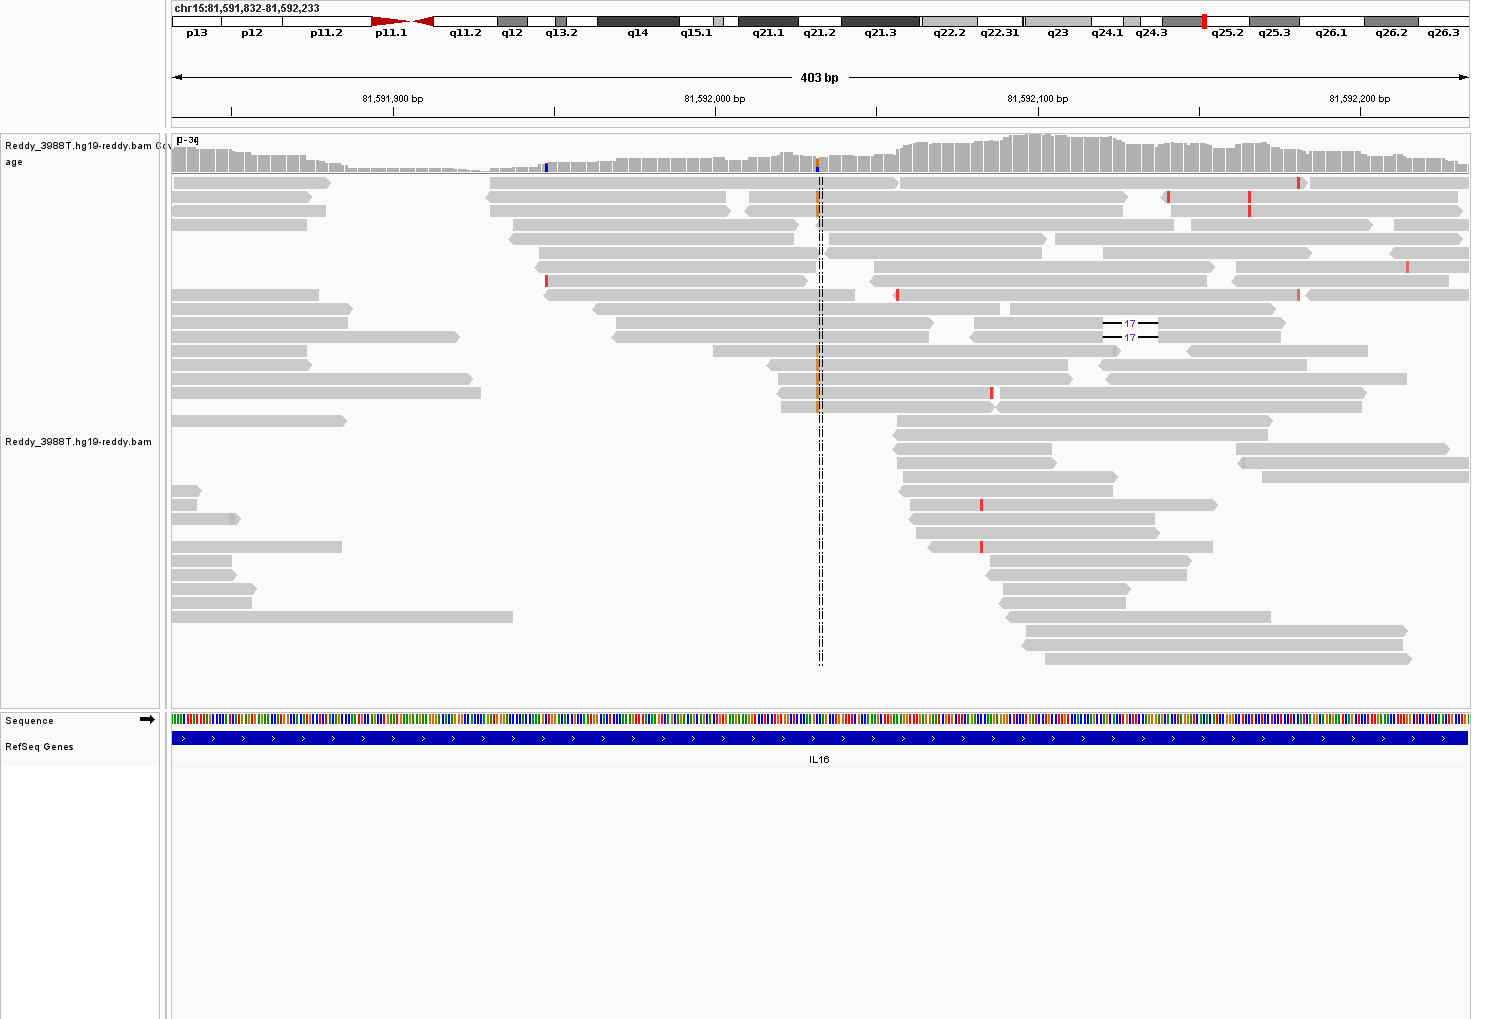 chr15:81,591,832-81,592,233
p13 p12 p11.2 p11.1 q11.2 q12 q13.2 q14 q15.1 q21.1 q21.2 q21.3 q22.2 q22.31 q23 q24.1 q24.3 q25.2 q25.3 q26.1 q26.2 q26.3
403 bp
81,591,900 bp 81,592,000 bp 81,592,100 bp 81,592,200 bp
Reddy_3988T.hg19-reddy.bam Cov
age
[0-34]
17
17
Reddy_3988T.hg19-reddy.bam
Sequence
RefSeq Genes
IL16